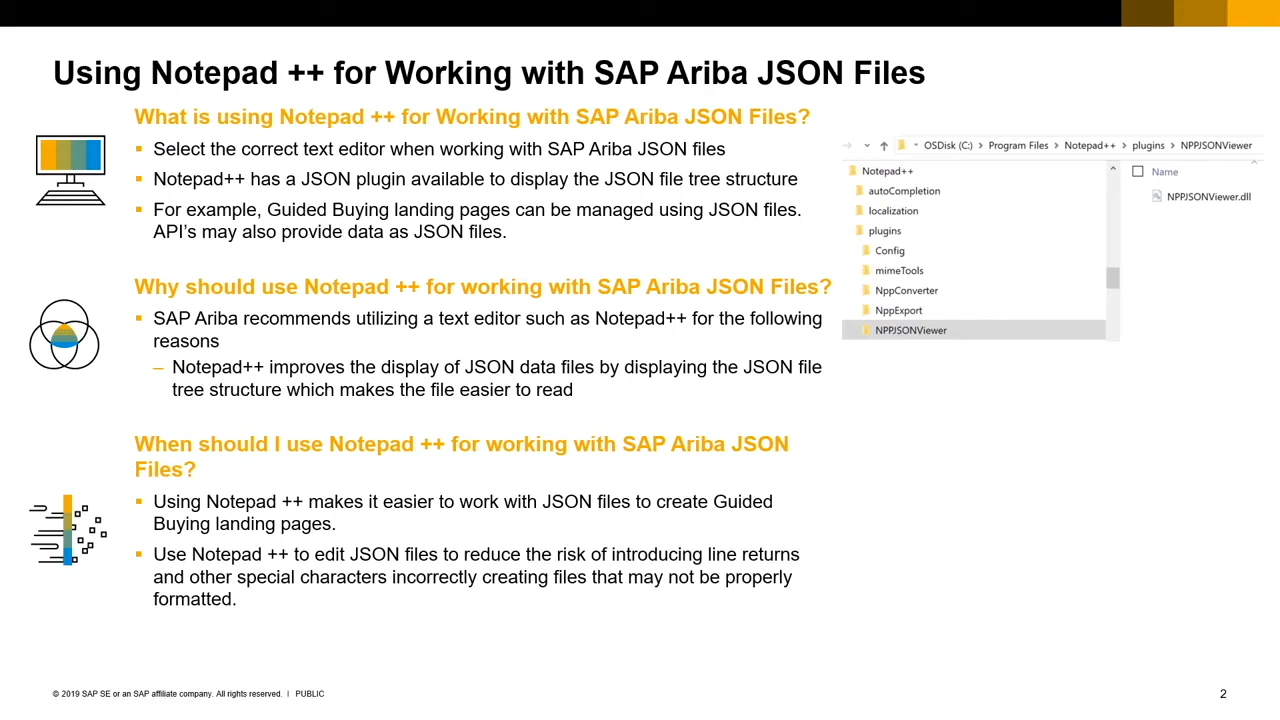 Using Notepad ++ for Working with SAP Ariba JSON Files
What is using Notepad ++ for Working with SAP Ariba JSON Files?
Select the correct text editor when working with SAP Ariba JSON files
Notepad++ has a JSON plugin available to display the JSON file tree structure
For example, Guided Buying landing pages can be managed using JSON files.
API's may also provide data as JSON files.
Why should use Notepad ++ for working with SAP Ariba JSON Files?
SAP Ariba recommends utilizing a text editor such as Notepad++ for the following
reasons
– Notepad++ improves the display of JSON data files by displaying the JSON file
tree structure which makes the file easier to read
When should I use Notepad ++ for working with SAP Ariba JSON
Files?
Using Notepad ++ makes it easier to work with JSON files to create Guided
Buying landing pages.
Use Notepad ++ to edit JSON files to reduce the risk of introducing line returns
and other special characters incorrectly creating files that may not be properly
formatted.
OSDisk (C:) > Program Files > Notepad++ > plugins > NPPJSONViewer
Notepad++
autoCompletion
localization
plugins
Config
mimeTools
NppConverter
NppExport
NPPJSONViewer
Name
NPPJSONViewer.dll
© 2019 SAP SE or an SAP affiliate company. All rights reserved. | PUBLIC
2